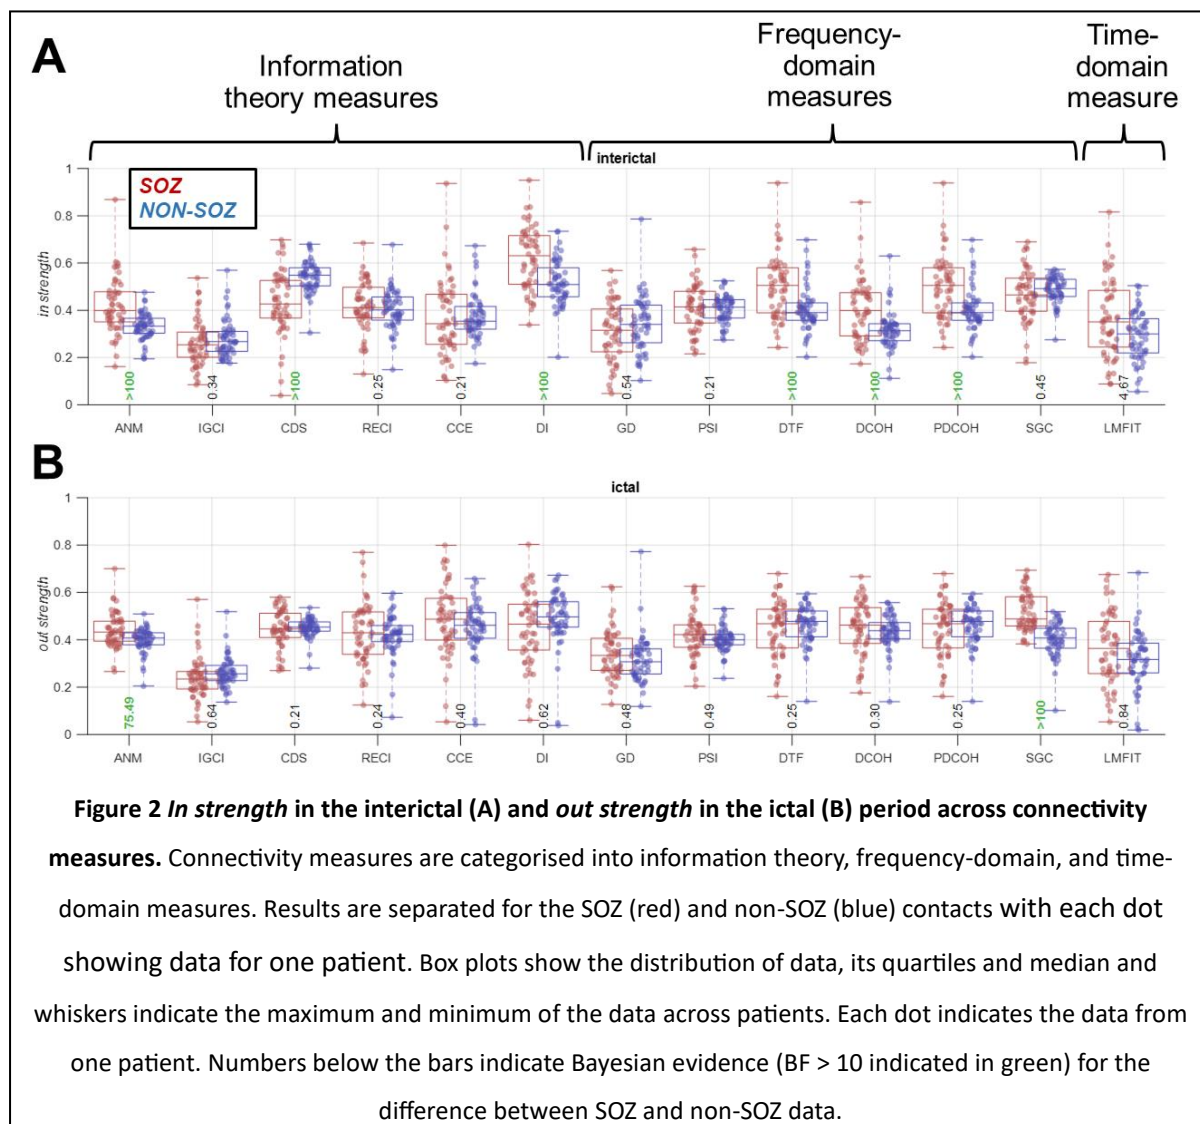 A
Information
theory measures
Frequency-
domain
measures
Time-
domain
measure
interictal
SOZ
NON-SOZ
in strength
1
0.8
0.6
0.4
0.2
0
>100 0.34 >100 0.25 0.21 >100 0.54 0.21 >100 >100 >100 0.45 4.67
ANM IGCI CDS RECI CCE DI GD PSI DTF DCOH PDCOH SGC LMFIT
B
ictal
out strength
1
0.8
0.6
0.4
0.2
0
75.49 0.64 0.21 0.24 0.40 0.62 0.48 0.49 0.25 0.30 0.25 >100 0.84
ANM IGCI CDS RECI CCE DI GD PSI DTF DCOH PDCOH SGC LMFIT
Figure 2 In strength in the interictal (A) and out strength in the ictal (B) period across connectivity
measures. Connectivity measures are categorised into information theory, frequency-domain, and time-
domain measures. Results are separated for the SOZ (red) and non-SOZ (blue) contacts with each dot
showing data for one patient. Box plots show the distribution of data, its quartiles and median and
whiskers indicate the maximum and minimum of the data across patients. Each dot indicates the data from
one patient. Numbers below the bars indicate Bayesian evidence (BF > 10 indicated in green) for the
difference between SOZ and non-SOZ data.